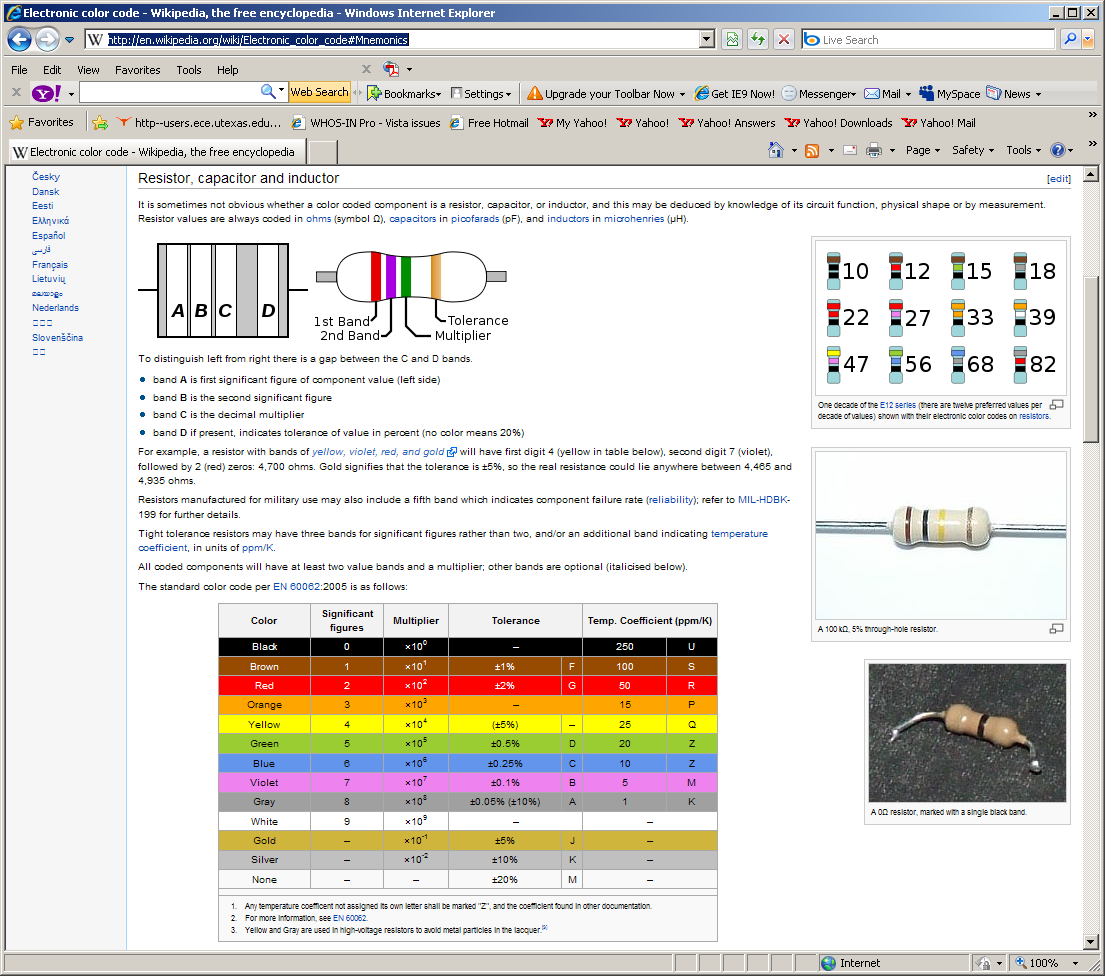 Electronic color code - Wikipedia, the free encyclopedia - Windows Internet Explorer
W http://en.wikipedia.org/wiki/Electronic_color_code#Mnemonics
Live Search
File Edit View Favorites Tools Help
Y! Web Search Bookmarks Settings Upgrade your Toolbar Now Get IE9 Now! Messenger Mail MySpace News
Favorites http--users.ece.utexas.edu... WHOS-IN Pro - Vista issues Free Hotmail My Yahoo! Yahoo! Yahoo! Answers Yahoo! Downloads Yahoo! Mail
W Electronic color code - Wikipedia, the free encyclopedia
Page Safety Tools
Česky
Dansk
Eesti
Ελληνικά
Español
فارسی
Français
Lietuvių
മലയാളം
Nederlands
Slovenščina
Resistor, capacitor and inductor [edit]
It is sometimes not obvious whether a color coded component is a resistor, capacitor, or inductor, and this may be deduced by knowledge of its circuit function, physical shape or by measurement.
Resistor values are always coded in ohms (symbol Ω), capacitors in picofarads (pF), and inductors in microhenries (µH).
A B C D
1st Band
2nd Band
Tolerance
Multiplier
To distinguish left from right there is a gap between the C and D bands.
band A is first significant figure of component value (left side)
band B is the second significant figure
band C is the decimal multiplier
band D if present, indicates tolerance of value in percent (no color means 20%)
For example, a resistor with bands of yellow, violet, red, and gold will have first digit 4 (yellow in table below), second digit 7 (violet),
followed by 2 (red) zeros: 4,700 ohms. Gold signifies that the tolerance is ±5%, so the real resistance could lie anywhere between 4,465 and
4,935 ohms.
Resistors manufactured for military use may also include a fifth band which indicates component failure rate (reliability); refer to MIL-HDBK-
199 for further details.
Tight tolerance resistors may have three bands for significant figures rather than two, and/or an additional band indicating temperature
coefficient, in units of ppm/K.
All coded components will have at least two value bands and a multiplier; other bands are optional (italicised below).
The standard color code per EN 60062:2005 is as follows:
Color Significant figures Multiplier Tolerance Temp. Coefficient (ppm/K)
Black 0 ×10⁰ – 250 U
Brown 1 ×10¹ ±1% F 100 S
Red 2 ×10² ±2% G 50 R
Orange 3 ×10³ – 15 P
Yellow 4 ×10⁴ (±5%) – 25 Q
Green 5 ×10⁵ ±0.5% D 20 Z
Blue 6 ×10⁶ ±0.25% C 10 Z
Violet 7 ×10⁷ ±0.1% B 5 M
Gray 8 ×10⁸ ±0.05% (±10%) A 1 K
White 9 ×10⁹ – –
Gold – ×10⁻¹ ±5% J –
Silver – ×10⁻² ±10% K –
None – – ±20% M –
1. Any temperature coefficent not assigned its own letter shall be marked "Z", and the coefficient found in other documentation.
2. For more information, see EN 60062.
3. Yellow and Gray are used in high-voltage resistors to avoid metal particles in the lacquer.[5]
10 12 15 18
22 27 33 39
47 56 68 82
One decade of the E12 series (there are twelve preferred values per
decade of values) shown with their electronic color codes on resistors.
A 100 kΩ, 5% through-hole resistor.
A 0Ω resistor, marked with a single black band.
Internet
100%